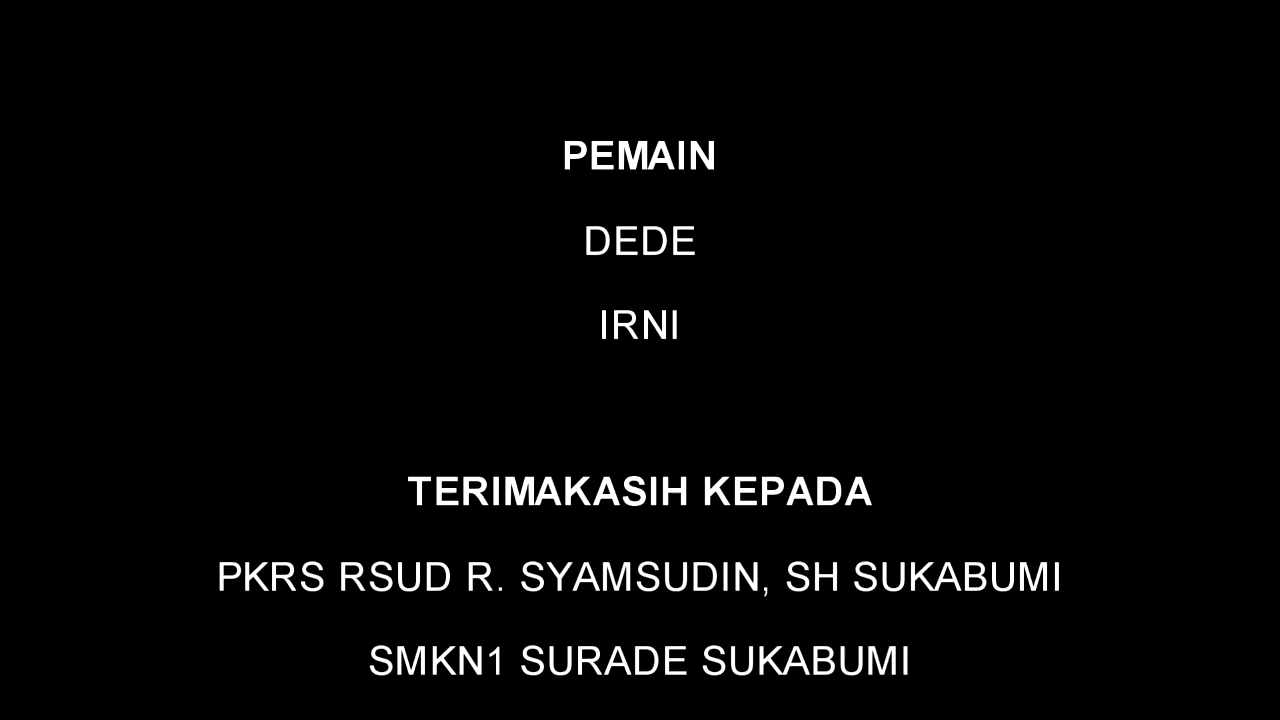 PEMAIN
DEDE
IRNI
TERIMAKASIH KEPADA
PKRS RSUD R. SYAMSUDIN, SH SUKABUMI
SMKN1 SURADE SUKABUMI